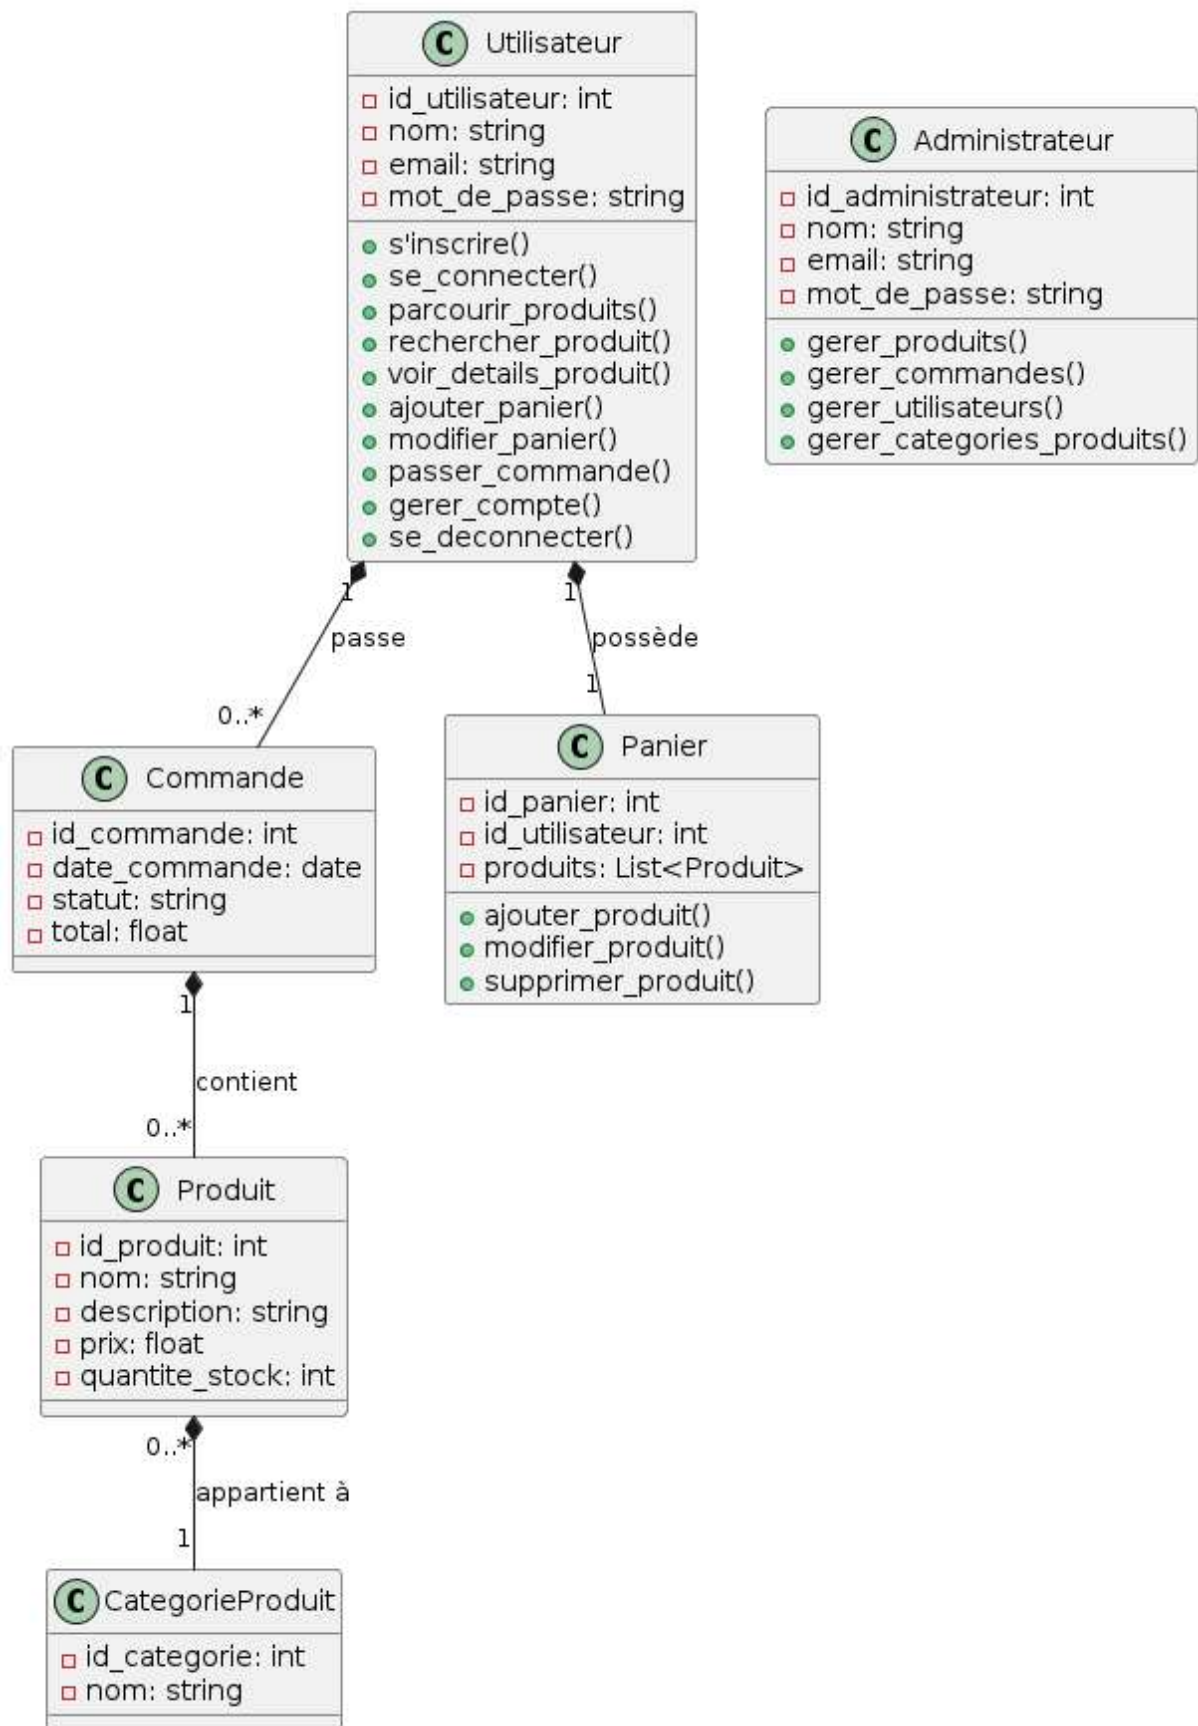 C Utilisateur
id_utilisateur: int
nom: string
email: string
mot_de_passe: string
s'inscrire()
se_connecter()
parcourir_produits()
rechercher_produit()
voir_details_produit()
ajouter_panier()
modifier_panier()
passer_commande()
gerer_compte()
se_deconnecter()
C Administrateur
id_administrateur: int
nom: string
email: string
mot_de_passe: string
gerer_produits()
gerer_commandes()
gerer_utilisateurs()
gerer_categories_produits()
1
passe
0..*
1
possède
1
C Commande
id_commande: int
date_commande: date
statut: string
total: float
C Panier
id_panier: int
id_utilisateur: int
produits: List<Produit>
ajouter_produit()
modifier_produit()
supprimer_produit()
1
contient
0..*
C Produit
id_produit: int
nom: string
description: string
prix: float
quantite_stock: int
0..*
appartient à
1
C CategorieProduit
id_categorie: int
nom: string